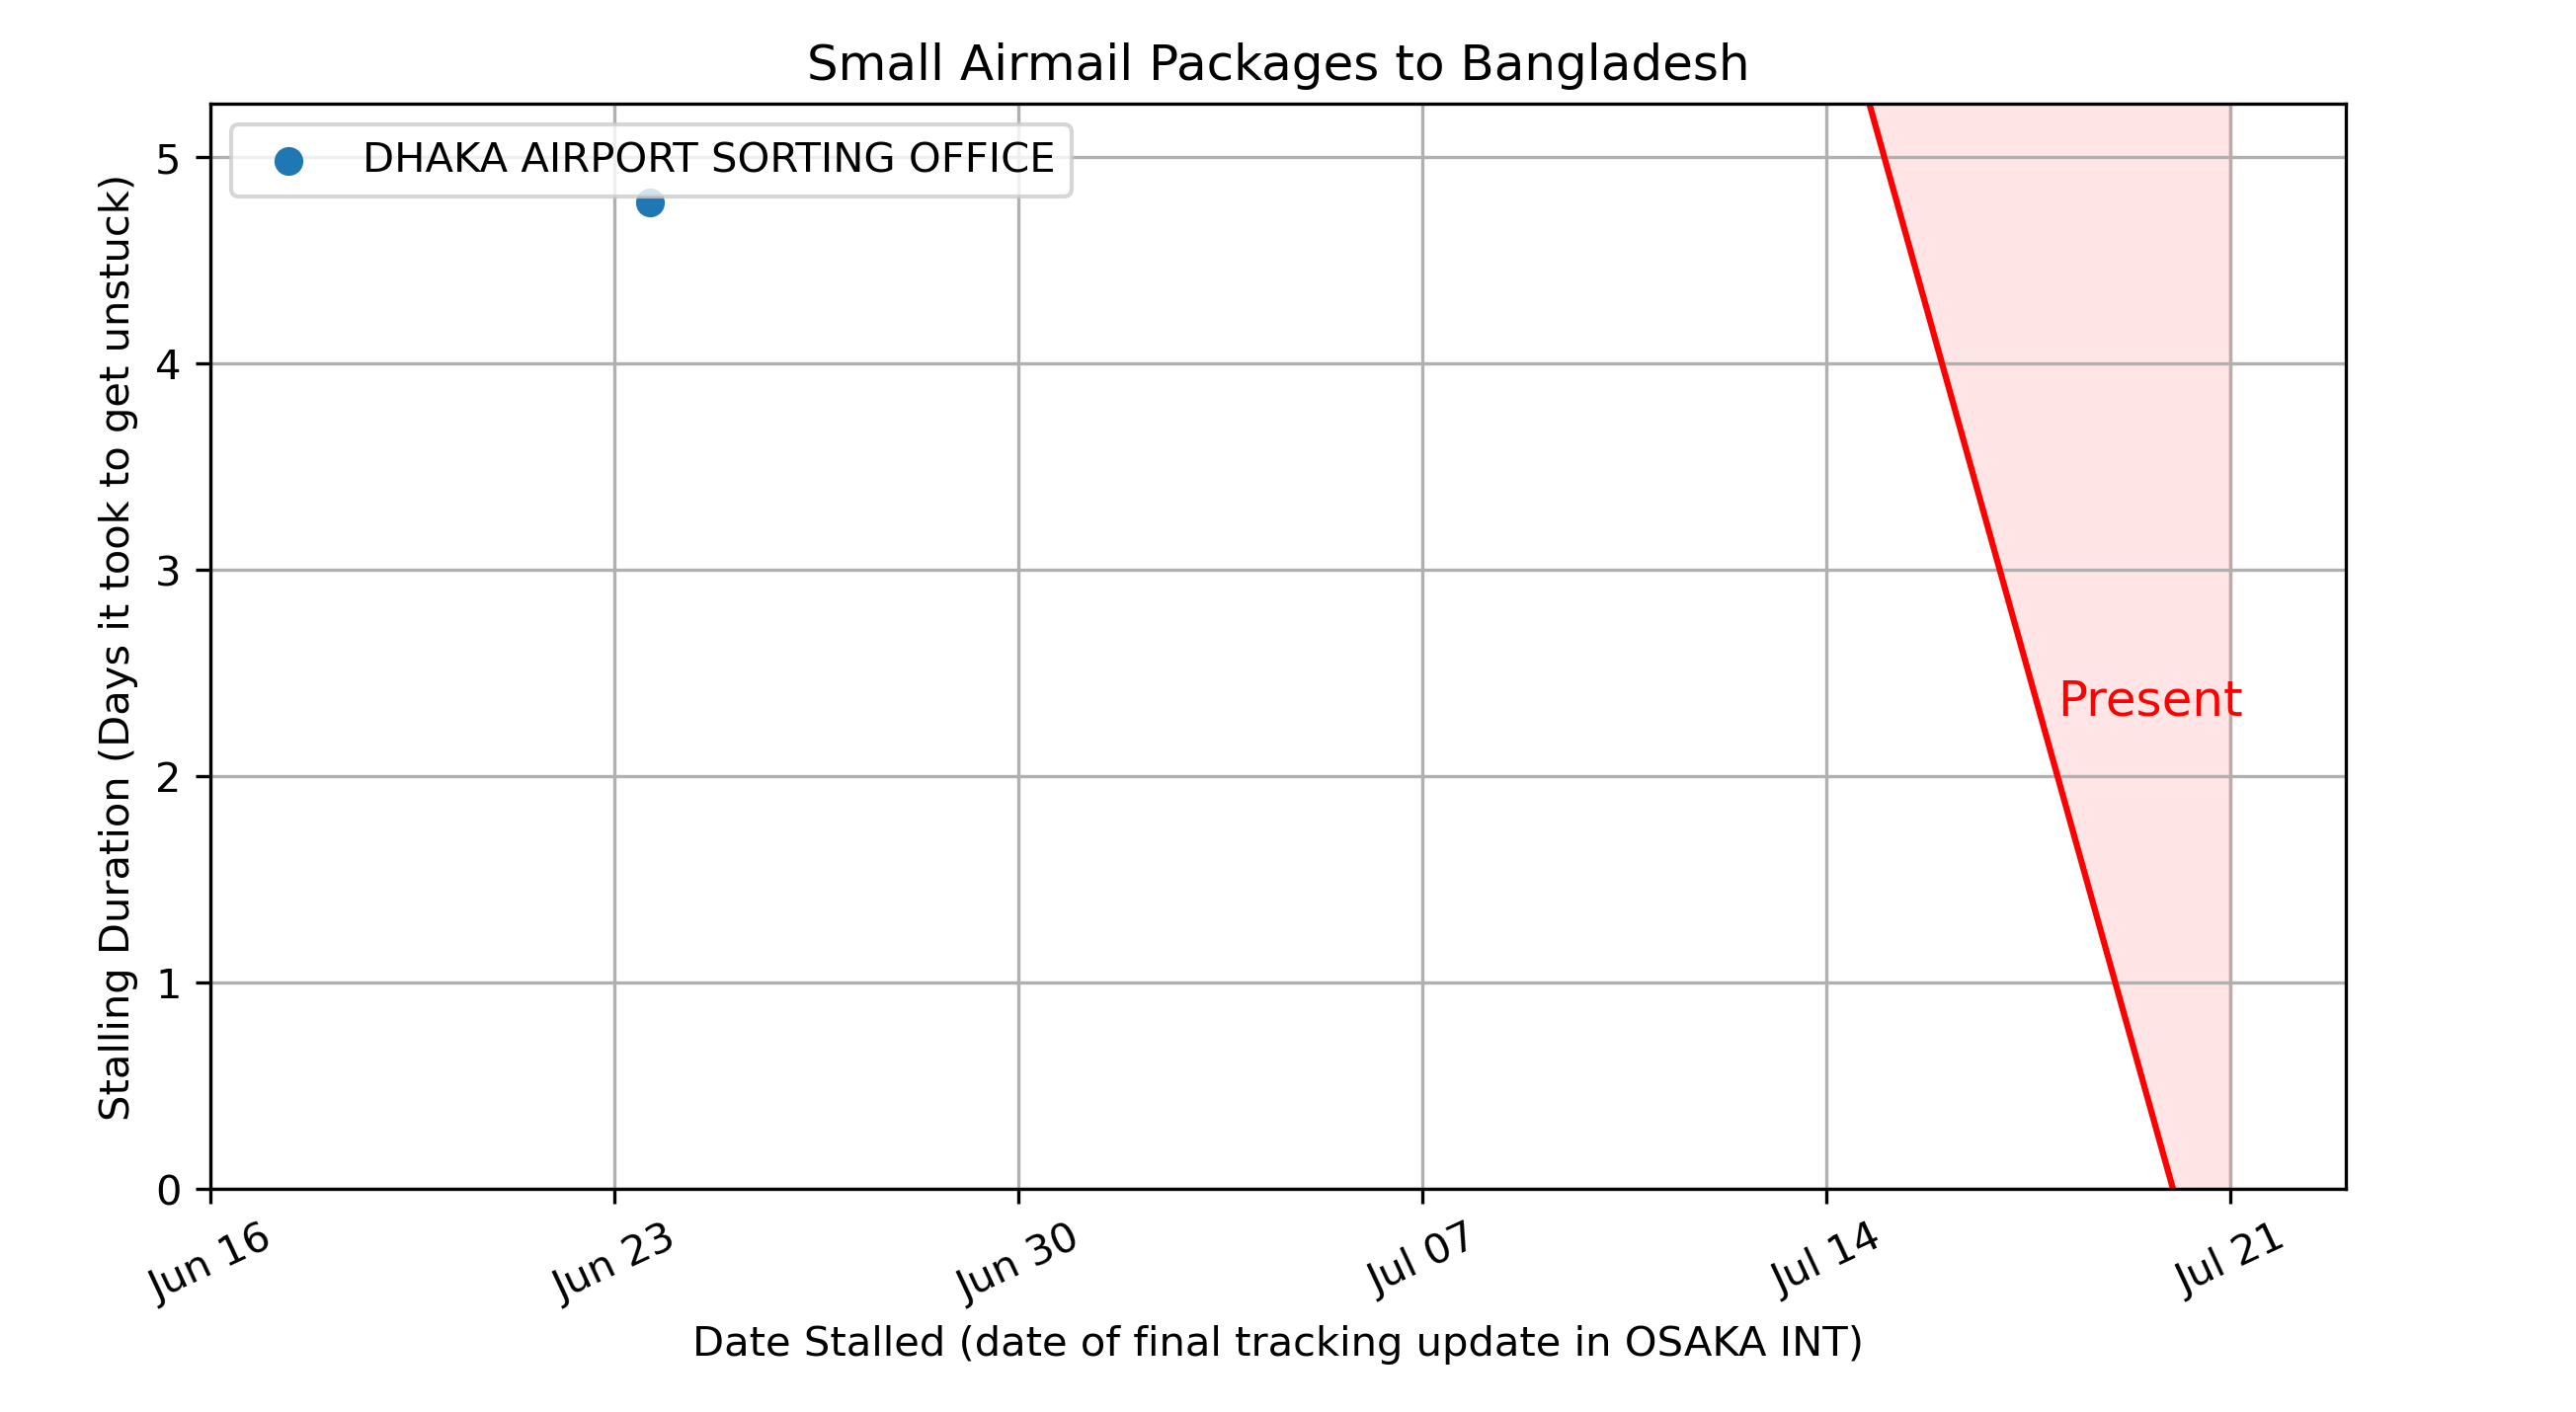 Small Airmail Packages to Bangladesh
DHAKA AIRPORT SORTING OFFICE
Stalling Duration (Days it took to get unstuck)
5
4
3
2
1
0
Present
Jun 16
Jun 23
Jun 30
Jul 07
Jul 14
Jul 21
Date Stalled (date of final tracking update in OSAKA INT)